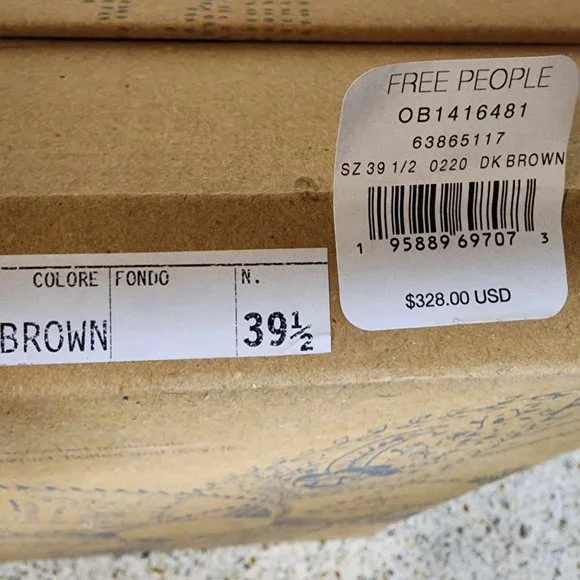 FREE PEOPLE
OB1416481
63865117
SZ 39 1/2 0220 DK BROWN
1 95889 69707 3
$328.00 USD
COLORE FONDO N.
BROWN 39½